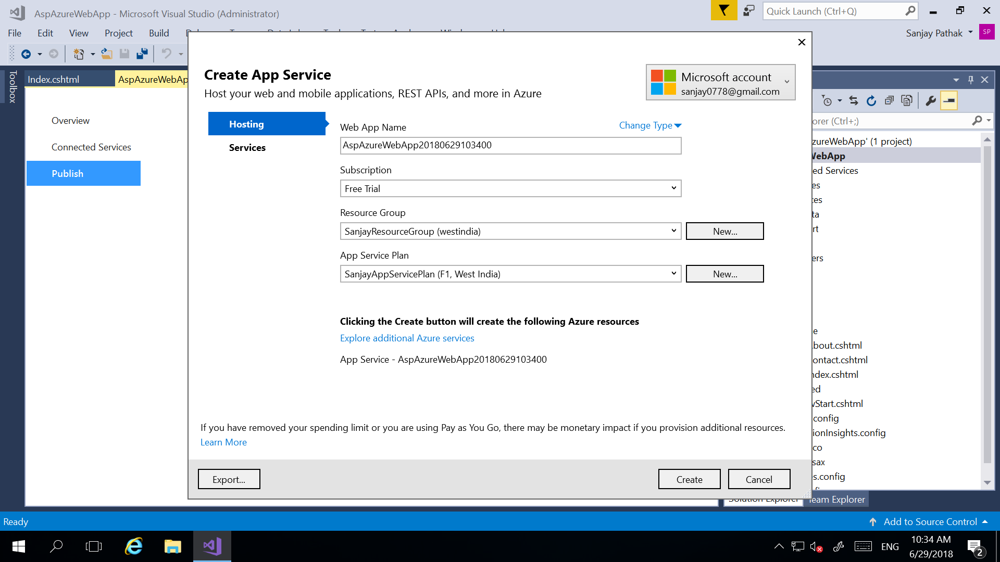 AspAzureWebApp - Microsoft Visual Studio (Administrator)
Quick Launch (Ctrl+Q)
File Edit View Project Build
Sanjay Pathak SP
Toolbox
Index.cshtml AspAzureWebAp
Overview
Connected Services
Publish
Create App Service
Host your web and mobile applications, REST APIs, and more in Azure
Microsoft account
sanjay0778@gmail.com
Hosting
Services
Web App Name
Change Type
AspAzureWebApp20180629103400
Subscription
Free Trial
Resource Group
SanjayResourceGroup (westindia)
New...
App Service Plan
SanjayAppServicePlan (F1, West India)
New...
Clicking the Create button will create the following Azure resources
Explore additional Azure services
App Service - AspAzureWebApp20180629103400
If you have removed your spending limit or you are using Pay as You Go, there may be monetary impact if you provision additional resources.
Learn More
Export...
Create
Cancel
orer (Ctrl+;)
zureWebApp' (1 project)
WebApp
ed Services
es
ces
ta
rt
ers
e
bout.cshtml
ontact.cshtml
ndex.cshtml
ed
wStart.cshtml
.config
ionInsights.config
co
sax
s.config
Solution Explorer
Team Explorer
Ready
Add to Source Control
ENG
10:34 AM
6/29/2018
2